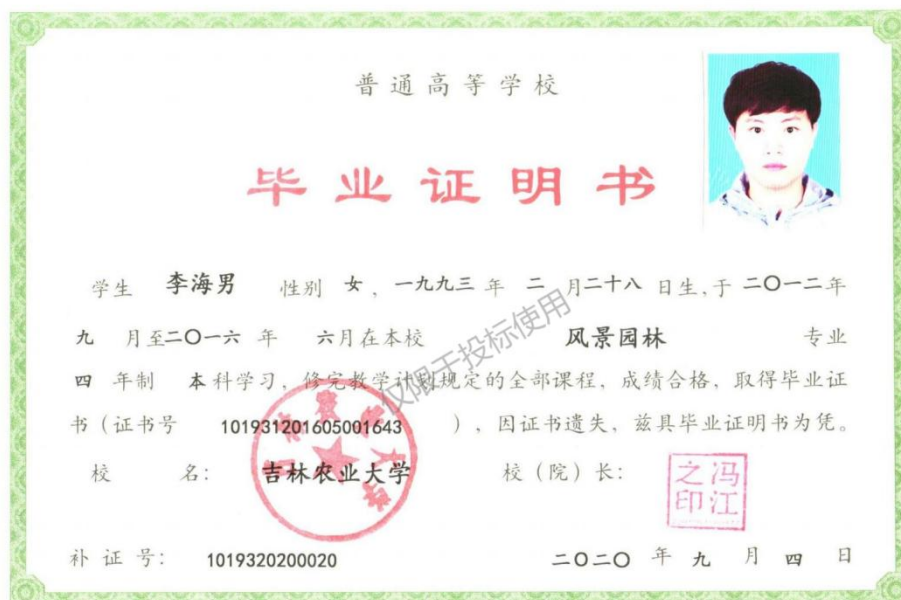 普通高等学校
毕业证明书
学生 李海男 性别 女，一九九三 年 二 月二十八 日生,于 二〇一二年
九 月至二〇一六 年 六月在本校 风景园林 专业
四 年制 本科学习，修完教学计划规定的全部课程，成绩合格，取得毕业证
书（证书号 101931201605001643 ），因证书遗失，兹具毕业证明书为凭。
校 名： 吉林农业大学 校（院）长：
冯江之印
补 证 号： 1019320200020 二〇二〇 年 九 月 四 日
仅限于投标使用
吉林农业大学